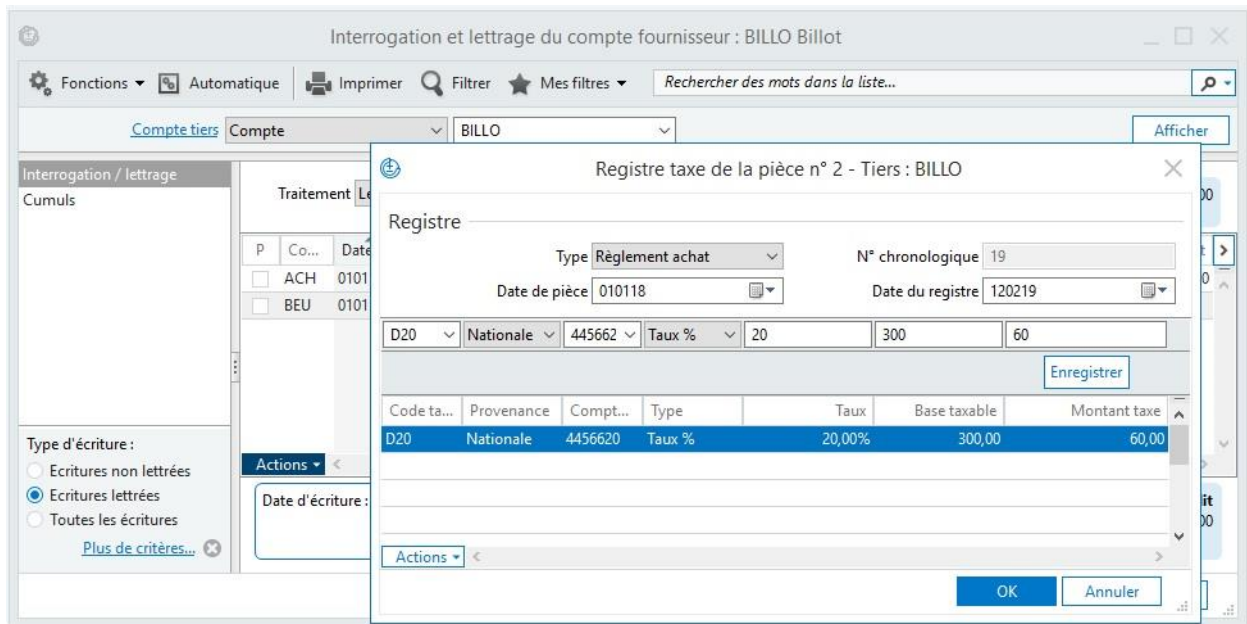 Interrogation et lettrage du compte fournisseur : BILLO Billot
Fonctions Automatique Imprimer Filtrer Mes filtres Rechercher des mots dans la liste...
Compte tiers Compte BILLO Afficher
Interrogation / lettrage
Cumuls
Traitement
P Co... Date
ACH 0101
BEU 0101
Type d'écriture :
Ecritures non lettrées
Ecritures lettrées
Toutes les écritures
Plus de critères...
Actions
Date d'écriture :
Registre taxe de la pièce n° 2 - Tiers : BILLO
Registre
Type Règlement achat N° chronologique 19
Date de pièce 010118 Date du registre 120219
D20 Nationale 445662 Taux % 20 300 60
Enregistrer
Code ta... Provenance Compt... Type Taux Base taxable Montant taxe
D20 Nationale 4456620 Taux % 20,00% 300,00 60,00
Actions
OK Annuler